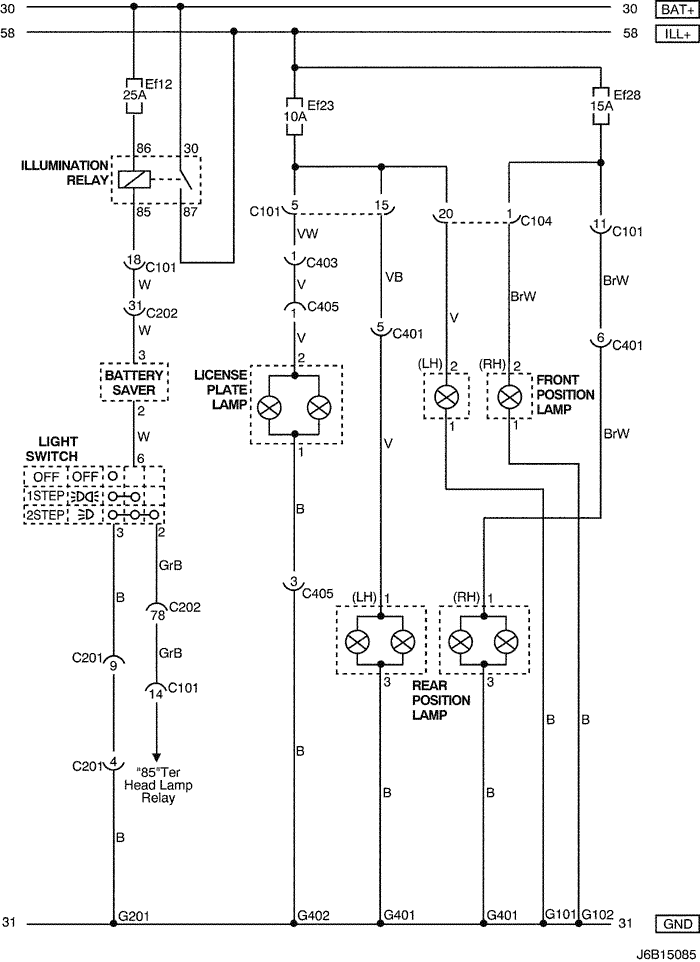 30 30 BAT+
58 58 ILL+
Ef12
25A
Ef23
10A
Ef28
15A
86 30
ILLUMINATION
RELAY
85 87
5 15
C101
20 1 C104
11 C101
VW
18 C101
1 C403
W
V
VB
BrW
BrW
31 C202
C405
1
W
V
V
5 C401
6 C401
3
2
(LH) 2
(RH) 2
BATTERY
SAVER
LICENSE
PLATE
LAMP
FRONT
POSITION
LAMP
2
1
1
1
W
V
BrW
LIGHT
SWITCH
6
OFF OFF
1STEP
2STEP
3 2
B
GrB
B
3 C405
(LH) 1
(RH) 1
C202
78
GrB
C201
9
C101
14
3
3
REAR
POSITION
LAMP
B
B
B
C201 4
"85"Ter
Head Lamp
Relay
B
B
B
31 G201 G402 G401 G401 G101 G102 31 GND
J6B15085